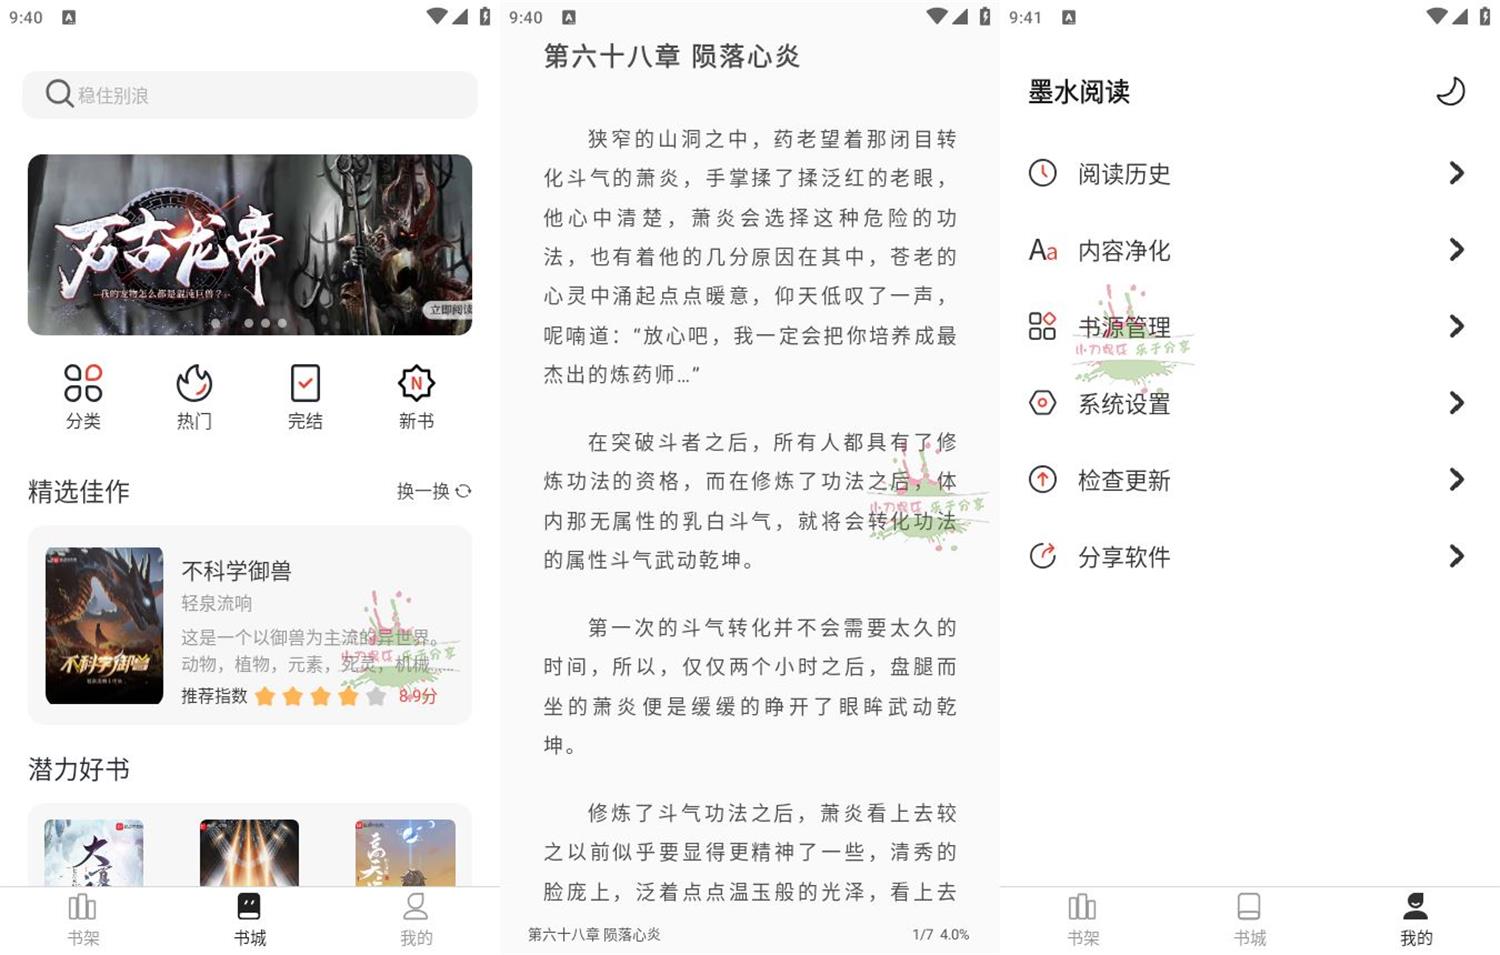 9:40
稳住别浪
万古龙帝
我的宠物怎么都是混沌巨兽？
立即阅读
分类
热门
完结
新书
精选佳作
换一换
不科学御兽
不科学御兽
轻泉流响
这是一个以御兽为主流的异世界。
动物，植物，元素，死灵，机械……
推荐指数
8.9分
潜力好书
书架
书城
我的
9:40
第六十八章 陨落心炎
狭窄的山洞之中，药老望着那闭目转
化斗气的萧炎，手掌揉了揉泛红的老眼，
他心中清楚，萧炎会选择这种危险的功
法，也有着他的几分原因在其中，苍老的
心灵中涌起点点暖意，仰天低叹了一声，
呢喃道：“放心吧，我一定会把你培养成最
杰出的炼药师…”
在突破斗者之后，所有人都具有了修
炼功法的资格，而在修炼了功法之后，体
内那无属性的乳白斗气，就将会转化功法
的属性斗气武动乾坤。
第一次的斗气转化并不会需要太久的
时间，所以，仅仅两个小时之后，盘腿而
坐的萧炎便是缓缓的睁开了眼眸武动乾
坤。
修炼了斗气功法之后，萧炎看上去较
之以前似乎要显得更精神了一些，清秀的
脸庞上，泛着点点温玉般的光泽，看上去
第六十八章 陨落心炎
1/7 4.0%
9:41
墨水阅读
阅读历史
Aa 内容净化
书源管理
小刀娱乐 乐于分享
系统设置
检查更新
分享软件
书架
书城
我的